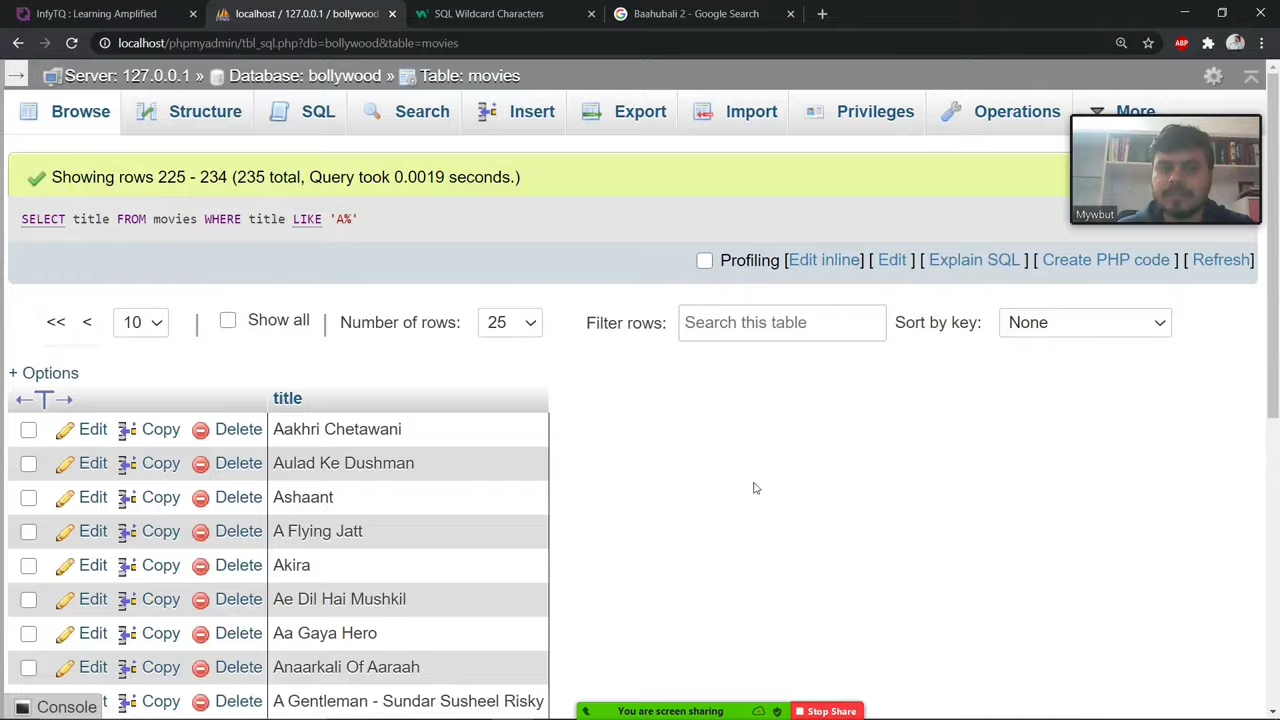 InfyTQ : Learning Amplified
localhost / 127.0.0.1 / bollywood
SQL Wildcard Characters
Baahubali 2 - Google Search
localhost/phpmyadmin/tbl_sql.php?db=bollywood&table=movies
ABP
Server: 127.0.0.1 » Database: bollywood » Table: movies
Browse Structure SQL Search Insert Export Import Privileges Operations More
Showing rows 225 - 234 (235 total, Query took 0.0019 seconds.)
SELECT title FROM movies WHERE title LIKE 'A%'
Mywbut
Profiling [Edit inline] [ Edit ] [ Explain SQL ] [ Create PHP code ] [ Refresh]
<< < 10 | Show all | Number of rows: 25 Filter rows: Search this table Sort by key: None
+ Options
←T→ title
Edit Copy Delete Aakhri Chetawani
Edit Copy Delete Aulad Ke Dushman
Edit Copy Delete Ashaant
Edit Copy Delete A Flying Jatt
Edit Copy Delete Akira
Edit Copy Delete Ae Dil Hai Mushkil
Edit Copy Delete Aa Gaya Hero
Edit Copy Delete Anaarkali Of Aaraah
Copy Delete A Gentleman - Sundar Susheel Risky
Console
You are screen sharing Stop Share